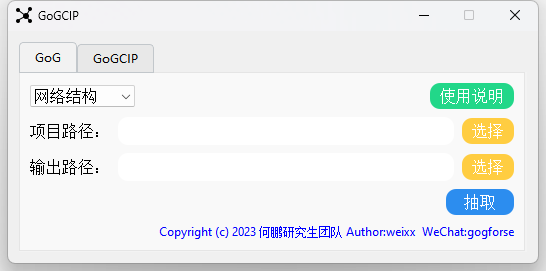 GoGCIP
GoG GoGCIP
网络结构 使用说明
项目路径： 选择
输出路径： 选择
抽取
Copyright (c) 2023 何鹏研究生团队 Author:weixx WeChat:gogforse